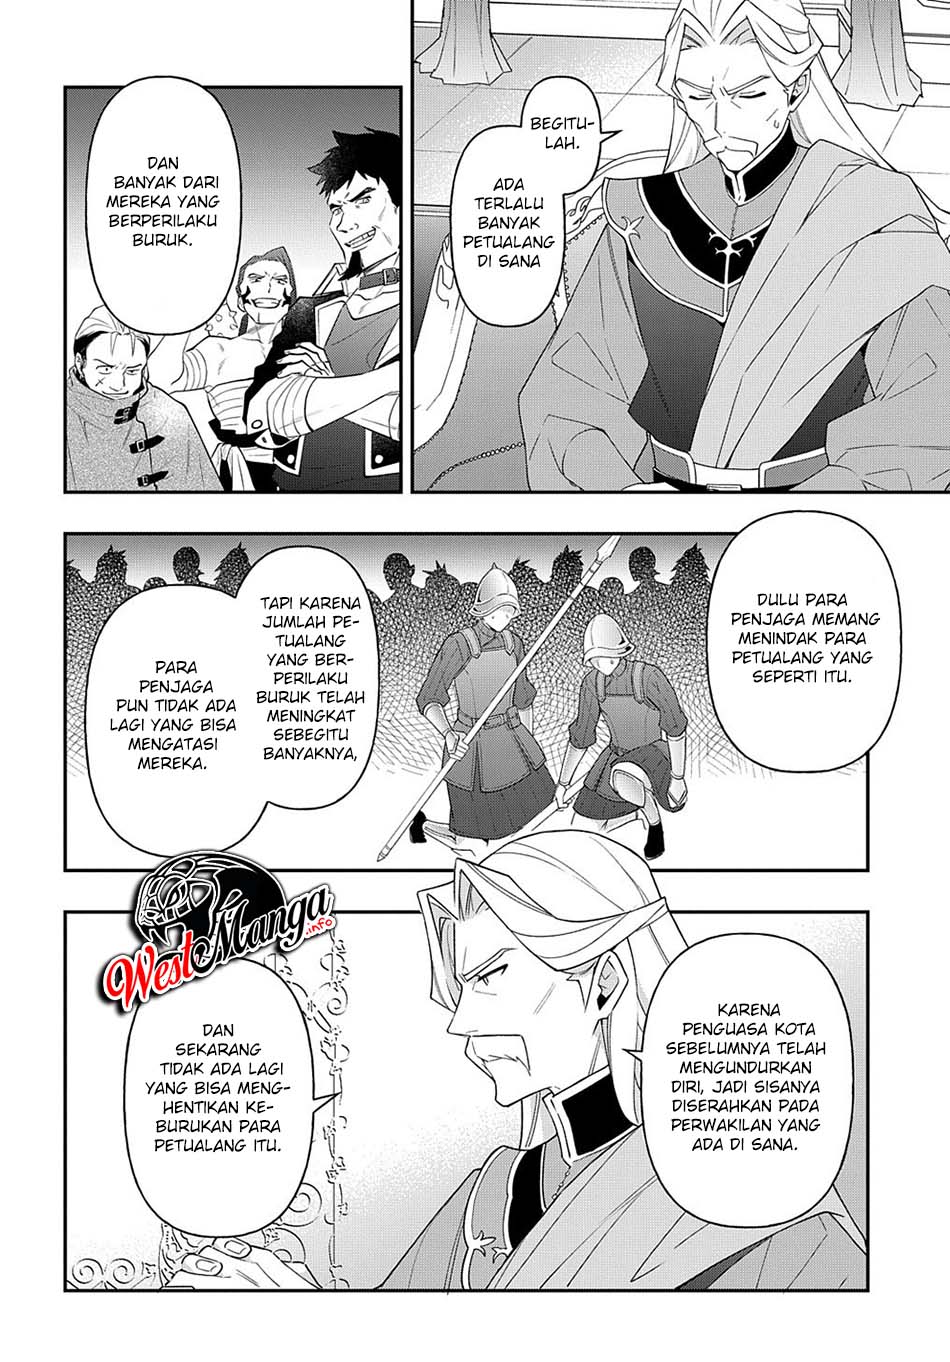 BEGITU-
LAH.
ADA
TERLALU
BANYAK
PETUALANG
DI SANA
DAN
BANYAK DARI
MEREKA YANG
BERPERILAKU
BURUK.
DULU PARA
PENJAGA MEMANG
MENINDAK PARA
PETUALANG YANG
SEPERTI ITU.
TAPI KARENA
JUMLAH PE-
TUALANG
YANG BER-
PERILAKU
BURUK TELAH
MENINGKAT
SEBEGITU
BANYAKNYA,
PARA
PENJAGA
PUN TIDAK ADA
LAGI YANG BISA
MENGATASI
MEREKA.
WestManga
.info
KARENA
PENGUASA KOTA
SEBELUMNYA TELAH
MENGUNDURKAN
DIRI, JADI SISANYA
DISERAHKAN PADA
PERWAKILAN YANG
ADA DI SANA.
DAN
SEKARANG
TIDAK ADA LAGI
YANG BISA MENG-
HENTIKAN KE-
BURUKAN PARA
PETUALANG ITU.